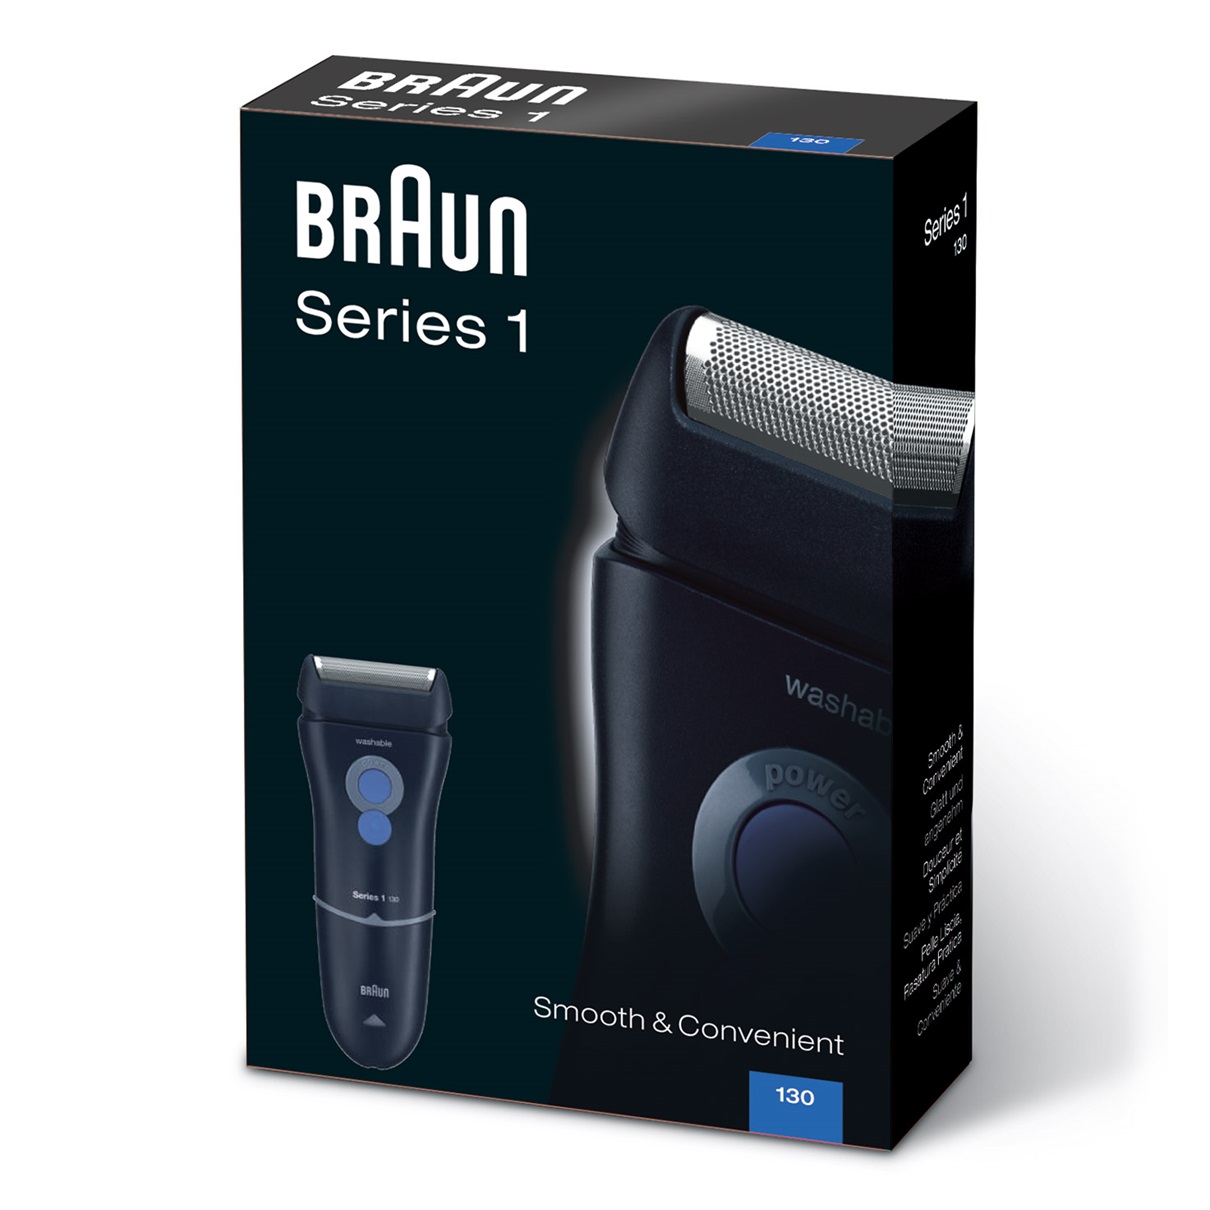 BRAUN
Series 1
130
BRAUN
Series 1
washable
power
washable
Series 1 130
BRAUN
Smooth & Convenient
130
Series 1
130
Smooth &
Convenient
Glatt und
angenehm
Douceur et
Simplicité
Suave y Práctica
Pelle Liscia,
Rasatura Pratica
Suave &
Conveniente